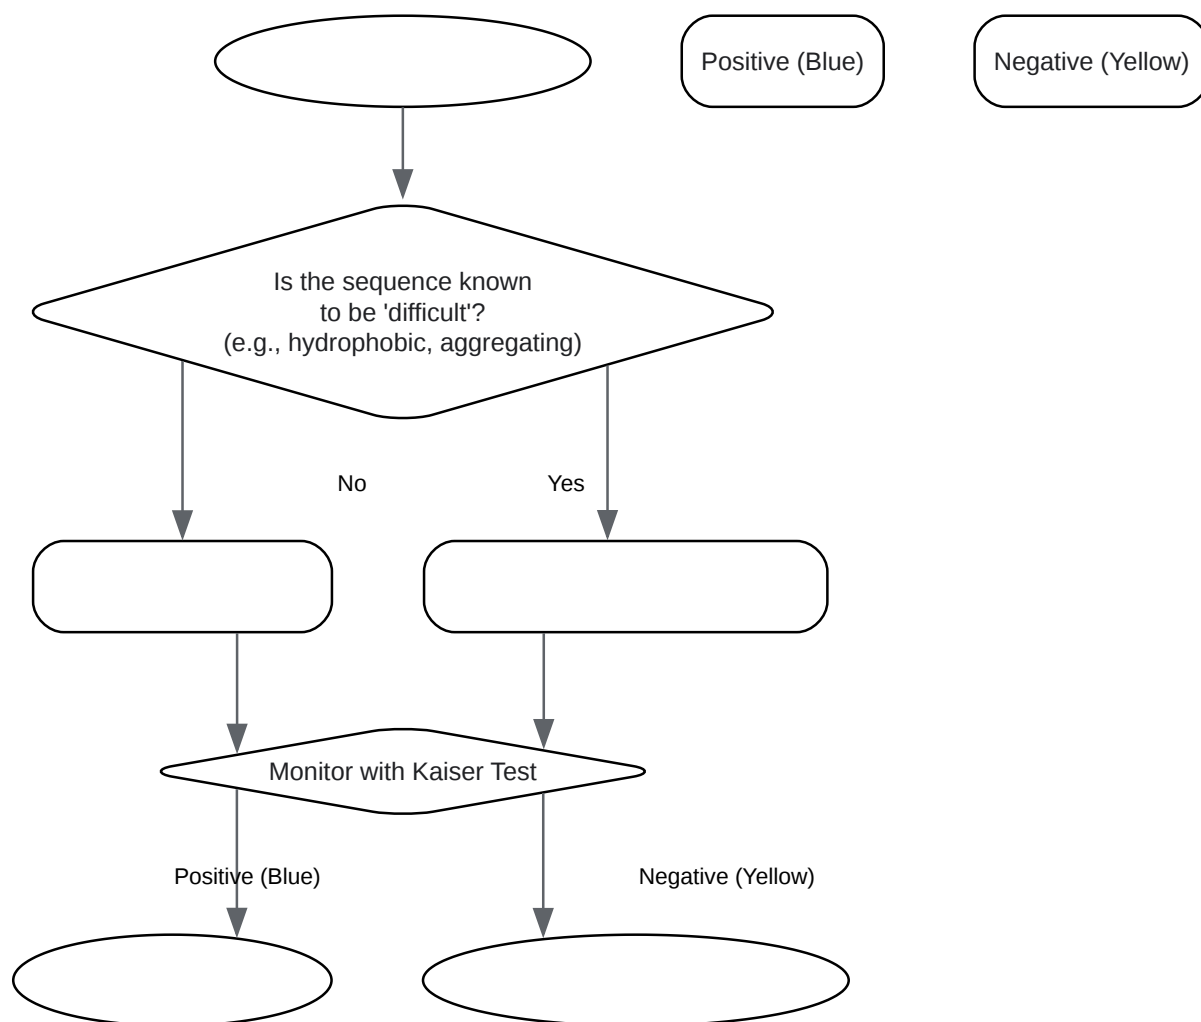 Positive (Blue)
Negative (Yellow)
Is the sequence known
to be 'difficult'?
(e.g., hydrophobic, aggregating)
No
Yes
Monitor with Kaiser Test
Positive (Blue)
Negative (Yellow)